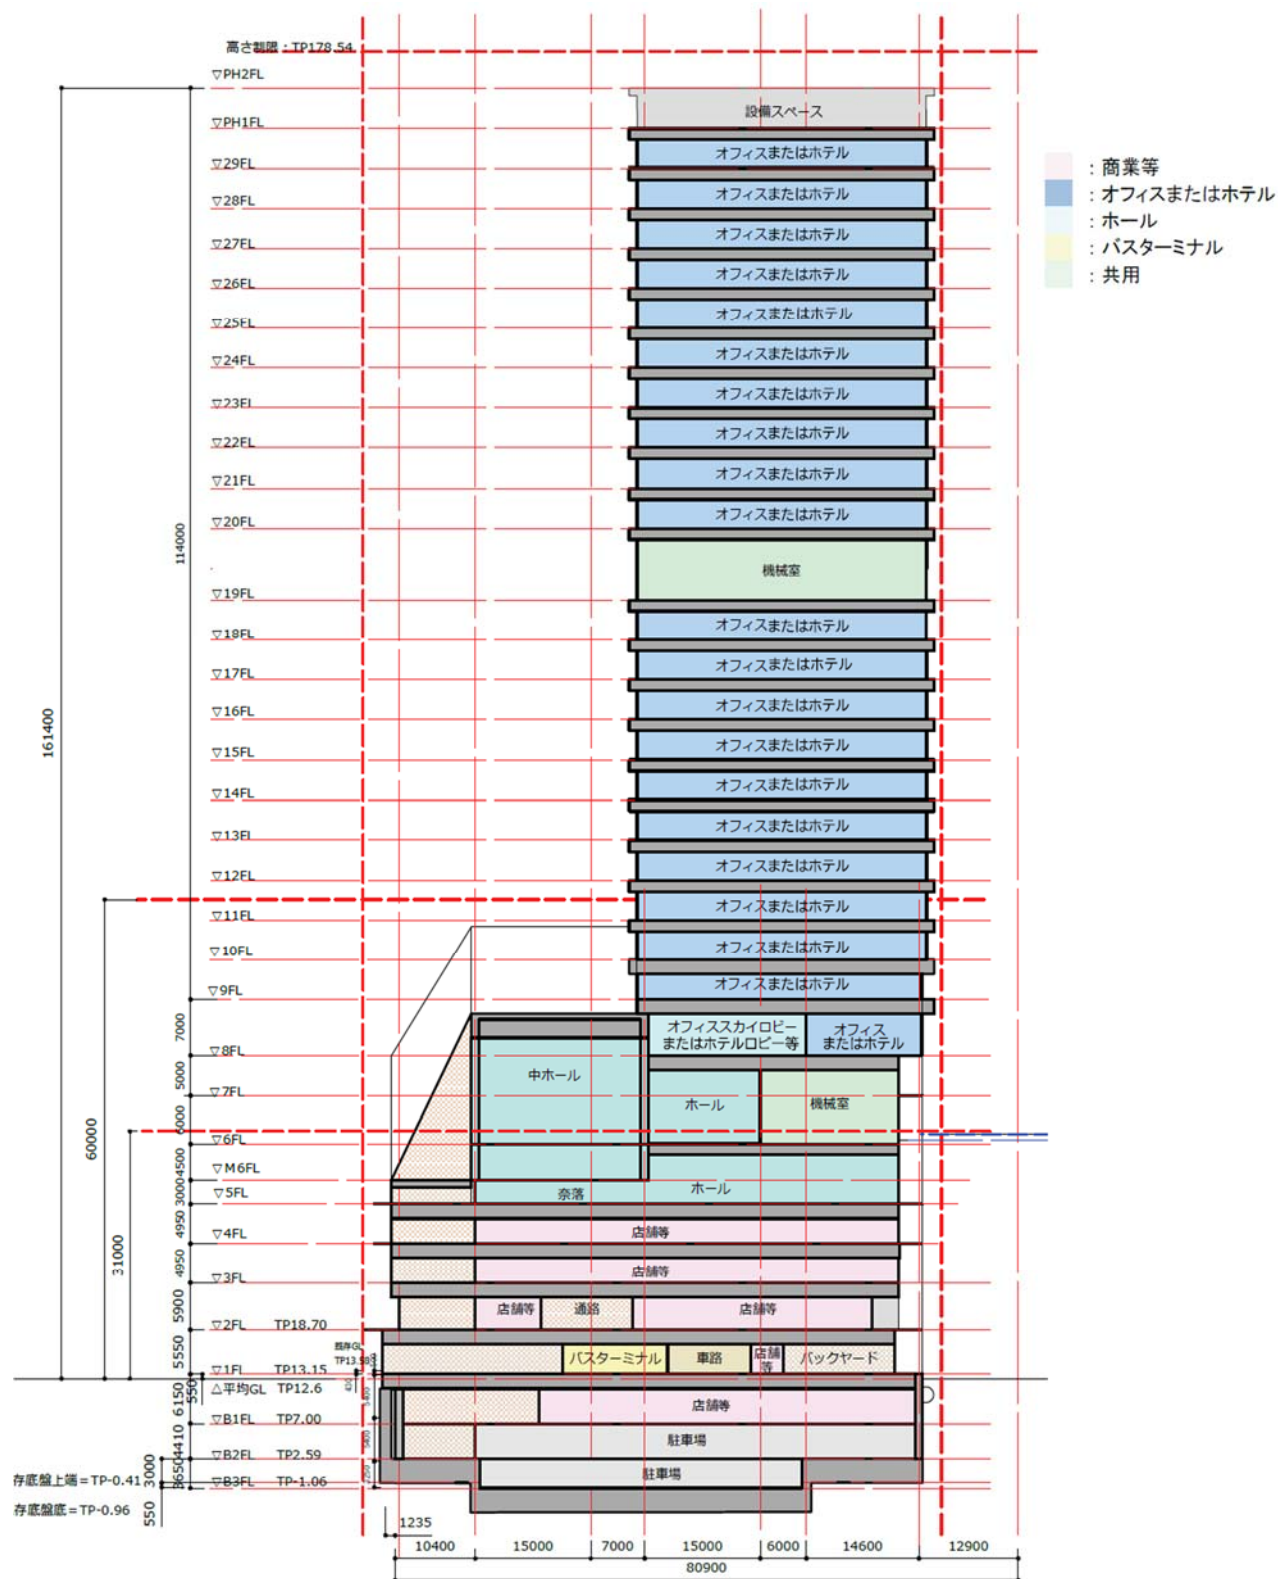 高さ制限：TP178.54
▽PH2FL
設備スペース
▽PH1FL
オフィスまたはホテル
▽29FL
オフィスまたはホテル
▽28FL
オフィスまたはホテル
▽27FL
オフィスまたはホテル
▽26FL
オフィスまたはホテル
▽25FL
オフィスまたはホテル
▽24FL
オフィスまたはホテル
▽23FL
オフィスまたはホテル
▽22FL
オフィスまたはホテル
▽21FL
オフィスまたはホテル
▽20FL
機械室
▽19FL
オフィスまたはホテル
▽18FL
オフィスまたはホテル
▽17FL
オフィスまたはホテル
▽16FL
オフィスまたはホテル
▽15FL
オフィスまたはホテル
▽14FL
オフィスまたはホテル
▽13FL
オフィスまたはホテル
▽12FL
オフィスまたはホテル
▽11FL
オフィスまたはホテル
▽10FL
オフィスまたはホテル
▽9FL
オフィススカイロビー
またはホテルロビー等
オフィス
またはホテル
▽8FL
中ホール
▽7FL
ホール
機械室
▽6FL
▽M6FL
▽5FL
奈落
ホール
▽4FL
店舗等
▽3FL
店舗等
店舗等
通路
店舗等
▽2FL TP18.70
既存GL
バスターミナル
車路
店舗
等
バックヤード
▽1FL TP13.15
△平均GL TP12.6
店舗等
▽B1FL TP7.00
駐車場
▽B2FL TP2.59
駐車場
▽B3FL TP-1.06
存底盤上端＝TP-0.41
存底盤底＝TP-0.96
：商業等
：オフィスまたはホテル
：ホール
：バスターミナル
：共用
161400
114000
60000
31000
7000
5000
6000
4500
3000
4950
4950
5900
5550
550
6150
4410
3650
3000
550
1235
10400
15000
7000
15000
6000
14600
12900
80900